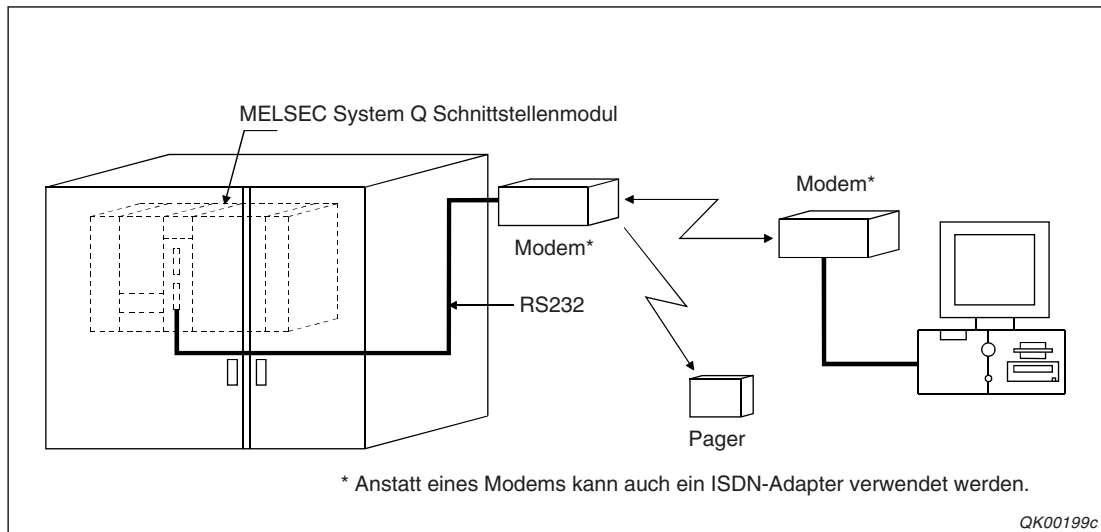 MELSEC System Q Schnittstellenmodul
Modem*
Modem*
RS232
Pager
* Anstatt eines Modems kann auch ein ISDN-Adapter verwendet werden.
QK00199c